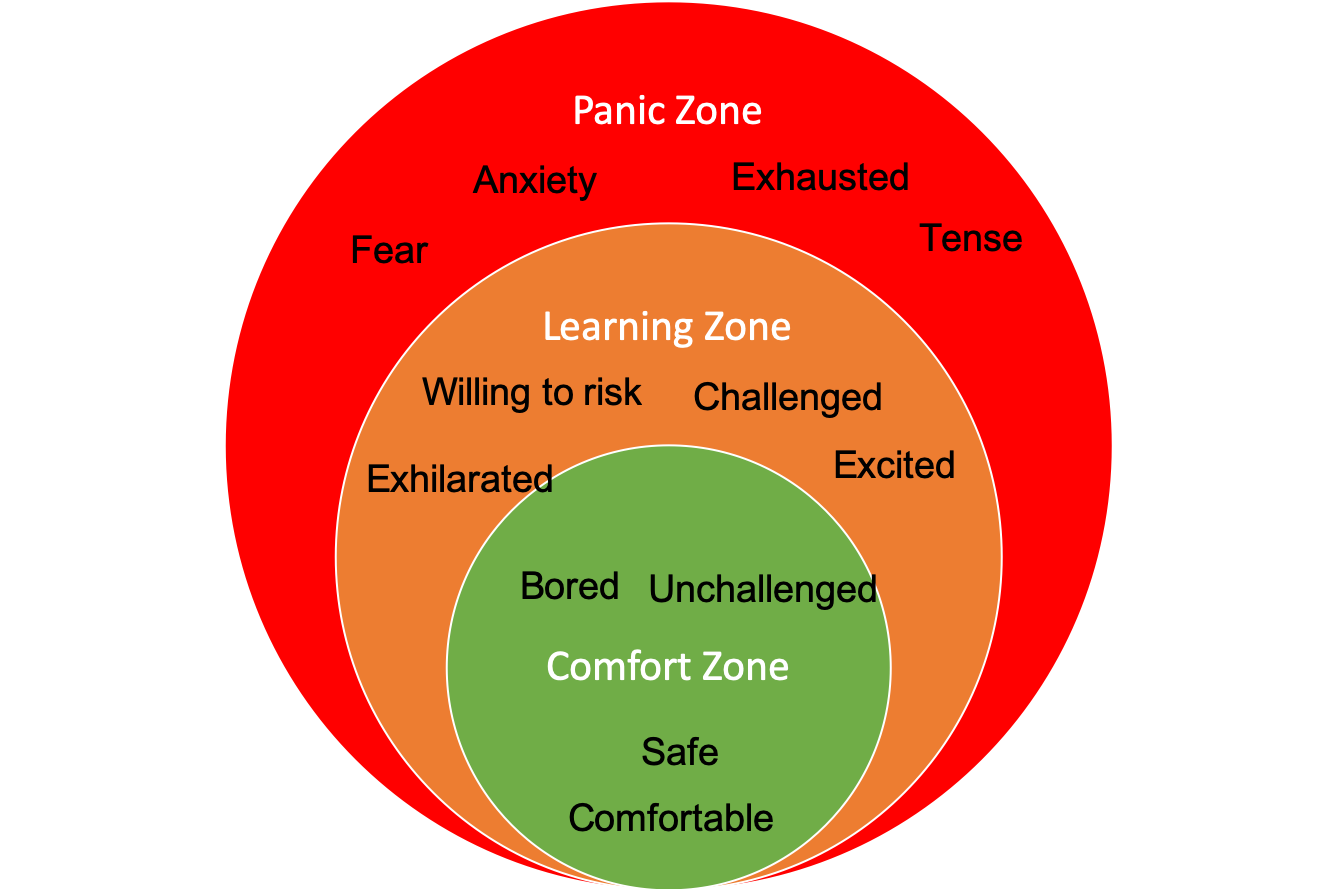 Panic Zone
Anxiety
Exhausted
Fear
Tense
Learning Zone
Willing to risk
Challenged
Exhilarated
Excited
Bored
Unchallenged
Comfort Zone
Safe
Comfortable